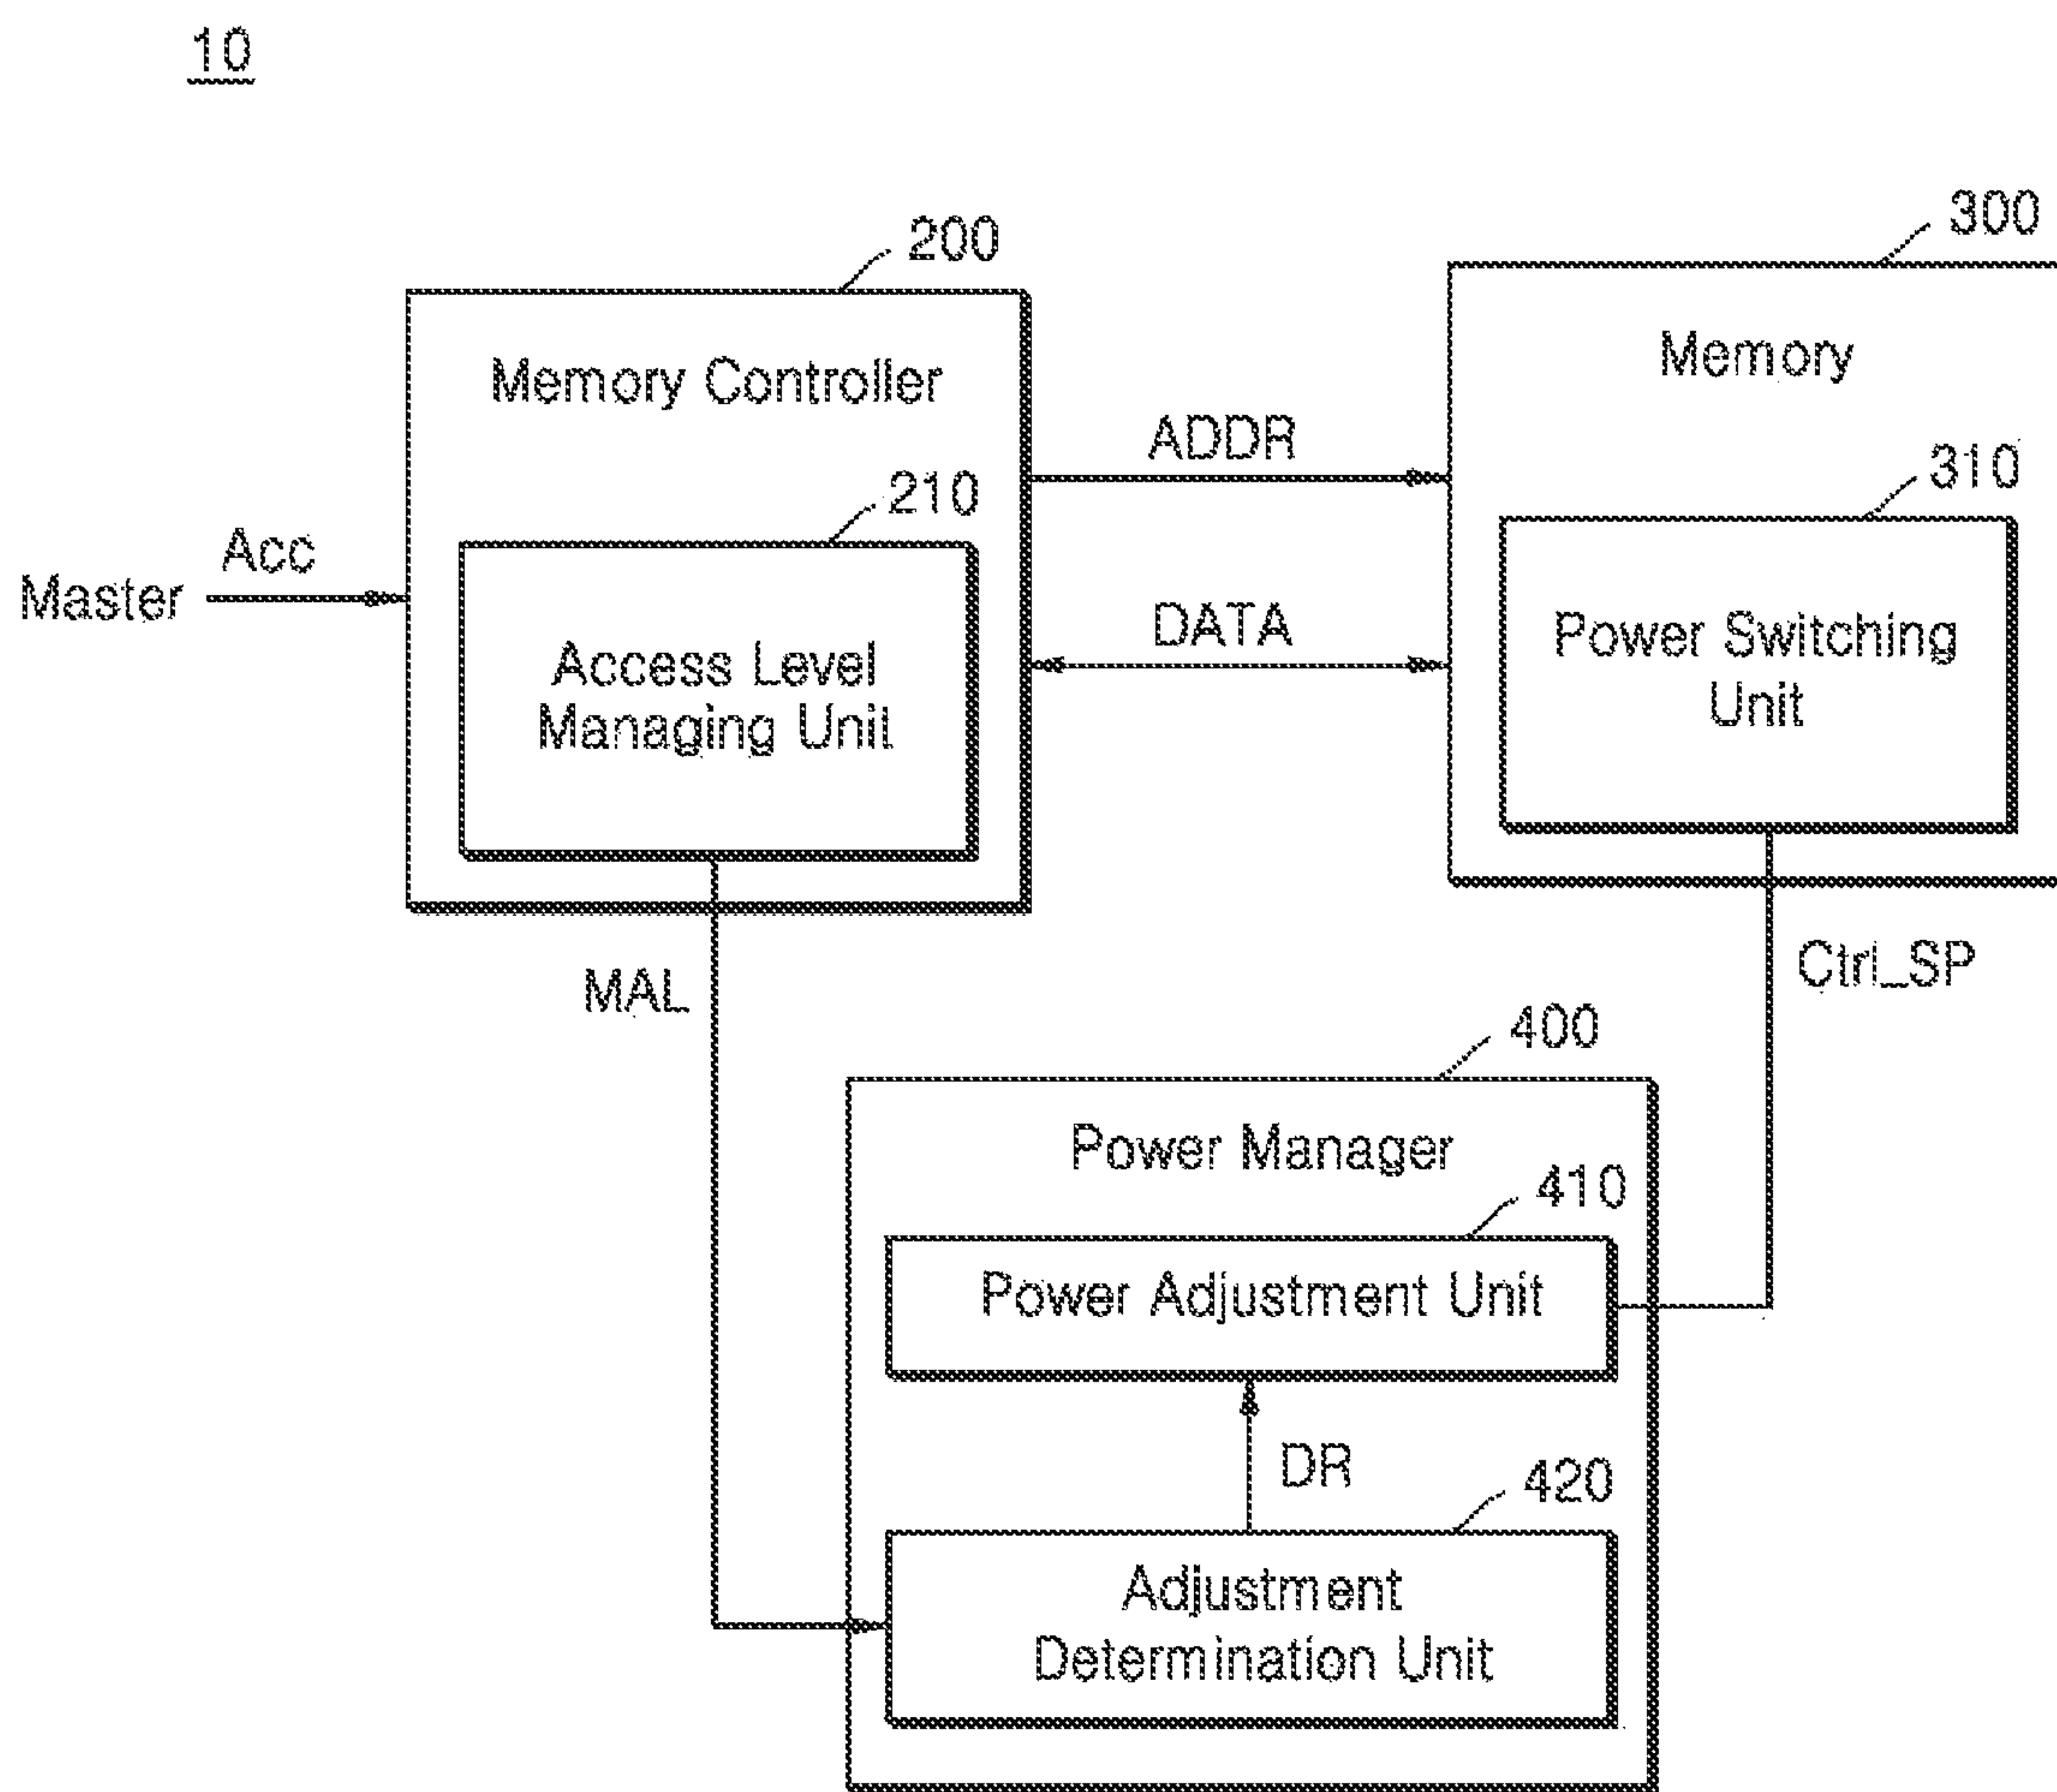 10
200
300
Memory Controller
Memory
ADDR
210
310
Acc
Master
DATA
Access Level
Managing Unit
Power Switching
Unit
MAL
Ctrl_SP
400
Power Manager
410
Power Adjustment Unit
DR
420
Adjustment
Determination Unit